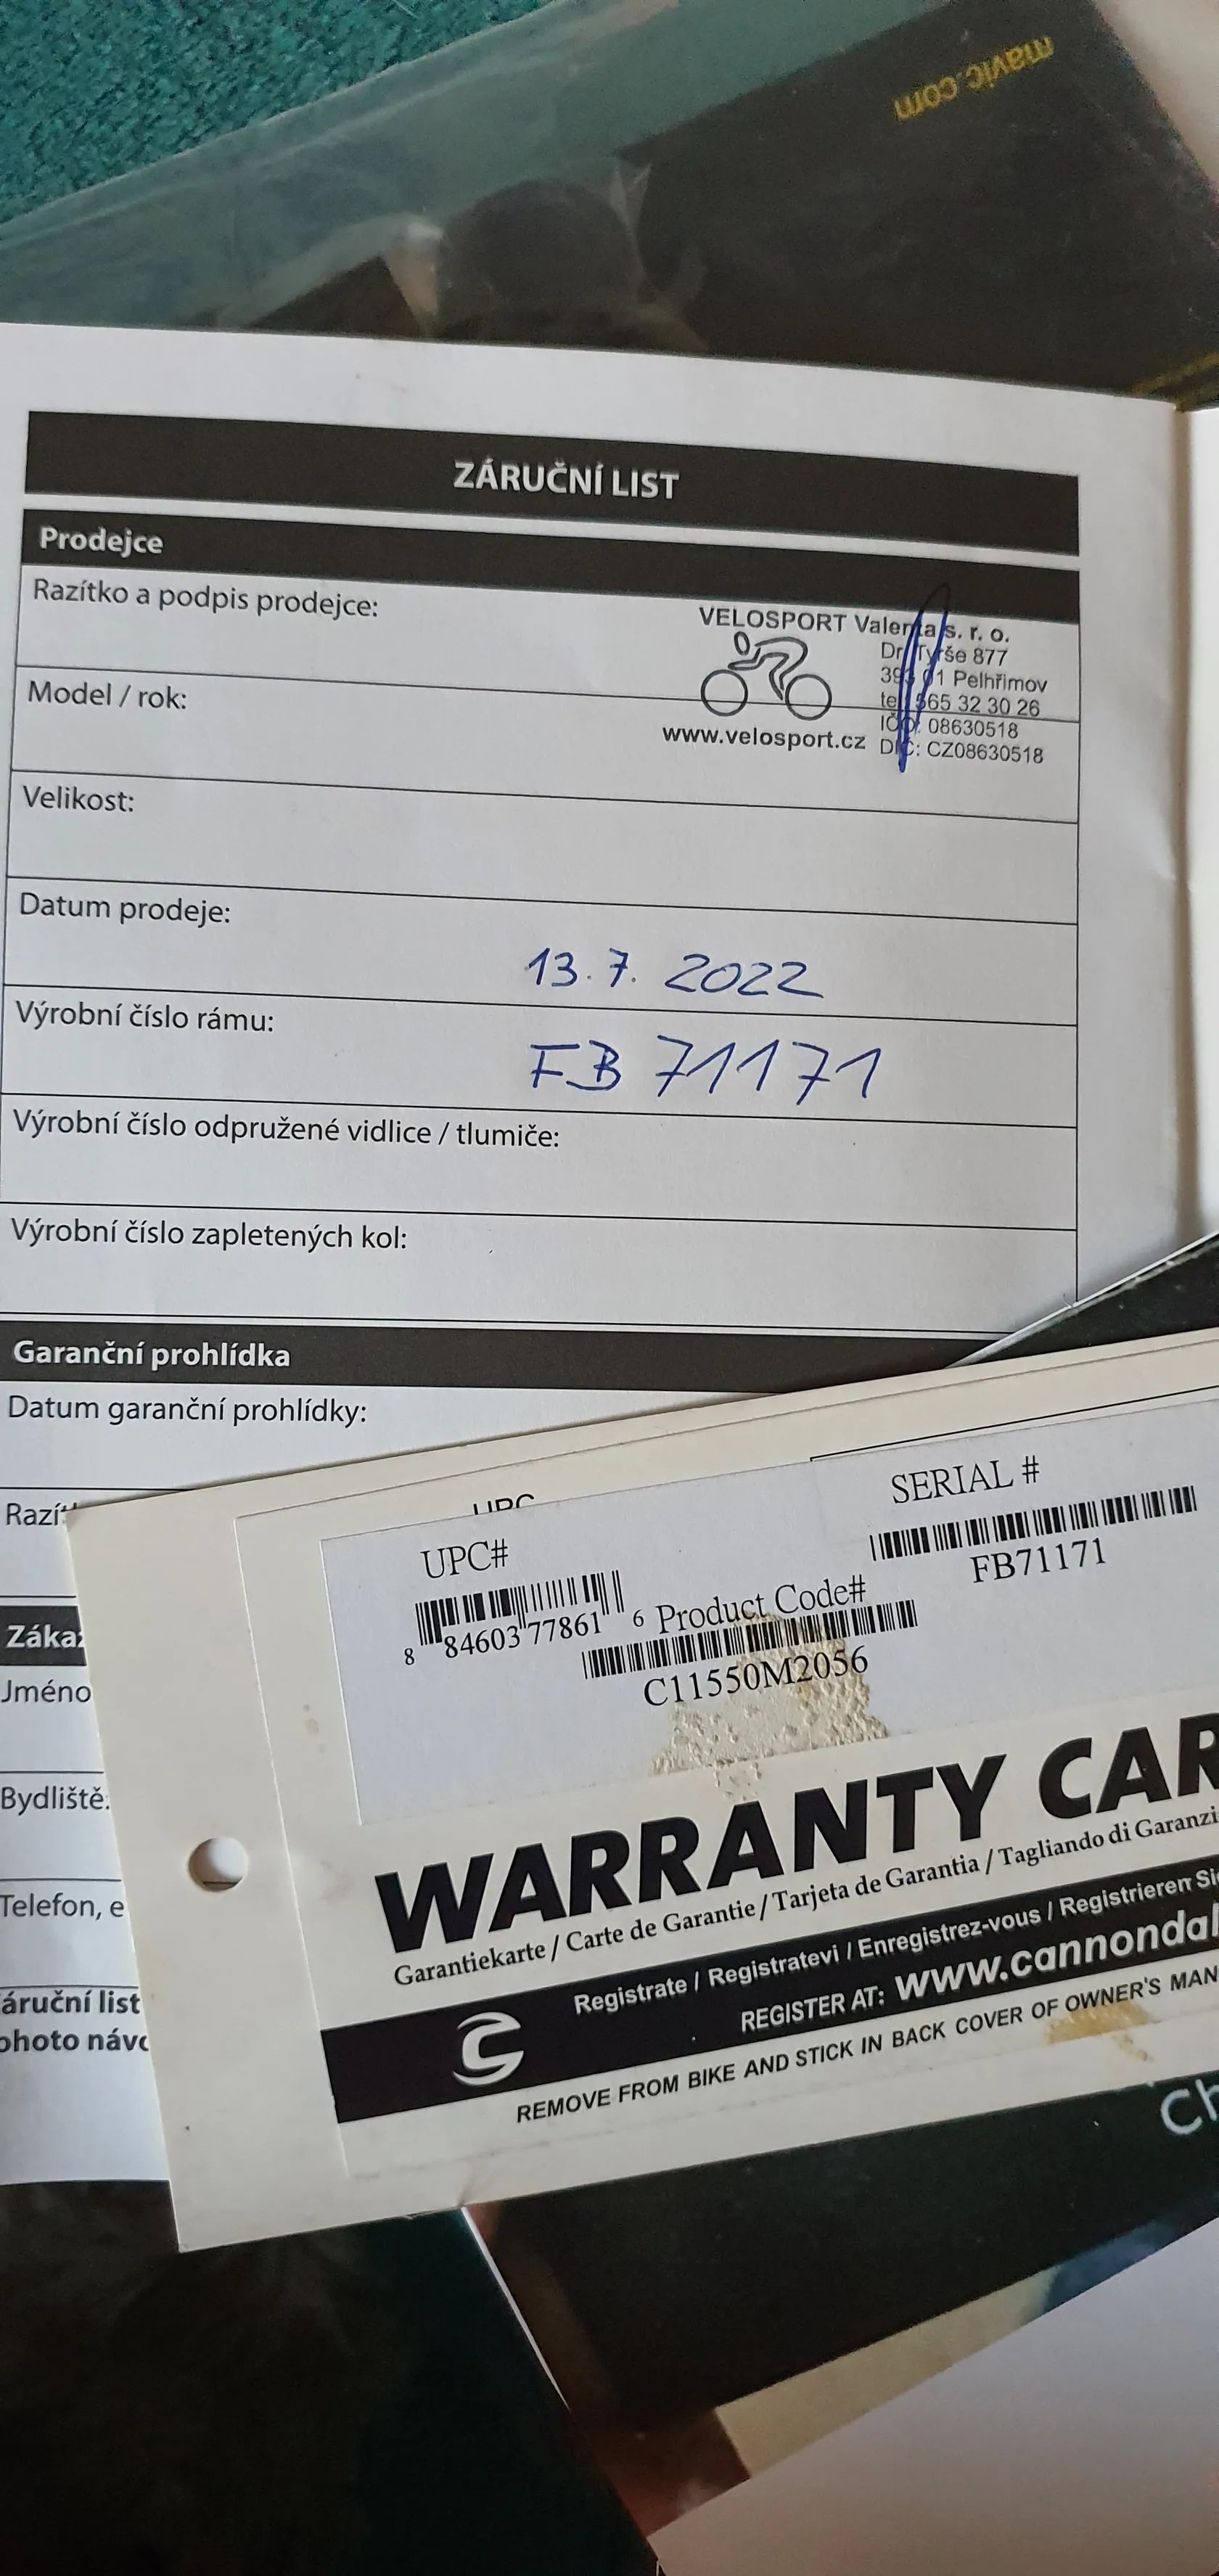 mavic.com
ZÁRUČNÍ LIST
Prodejce
Razítko a podpis prodejce:
VELOSPORT Valenta s. r. o.
Dr. Tyrše 877
393 01 Pelhřimov
tel. 565 32 30 26
IČO: 08630518
www.velosport.cz DIČ: CZ08630518
Model / rok:
Velikost:
Datum prodeje:
13. 7. 2022
Výrobní číslo rámu:
FB 71171
Výrobní číslo odpružené vidlice / tlumiče:
Výrobní číslo zapletených kol:
Garanční prohlídka
Datum garanční prohlídky:
Razí
UPC
SERIAL #
FB71171
UPC#
8 84603 77861 6
Product Code#
C11550M2056
Záka
Jméno
Bydliště:
Telefon, e
áruční list
ohoto návo
WARRANTY CAR
Garantiekarte / Carte de Garantie / Tarjeta de Garantia / Tagliando di Garanzi
Registrate / Registratevi / Enregistrez-vous / Registrieren Si
REGISTER AT: www.cannondal
REMOVE FROM BIKE AND STICK IN BACK COVER OF OWNER'S MAN
Ch